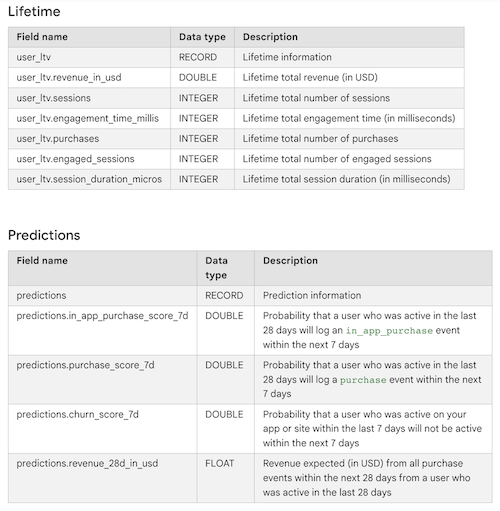 Lifetime
Field name Data type Description
user_ltv RECORD Lifetime information
user_ltv.revenue_in_usd DOUBLE Lifetime total revenue (in USD)
user_ltv.sessions INTEGER Lifetime total number of sessions
user_ltv.engagement_time_millis INTEGER Lifetime total engagement time (in milliseconds)
user_ltv.purchases INTEGER Lifetime total number of purchases
user_ltv.engaged_sessions INTEGER Lifetime total number of engaged sessions
user_ltv.session_duration_micros INTEGER Lifetime total session duration (in milliseconds)
Predictions
Field name Data Description
type
predictions RECORD Prediction information
predictions.in_app_purchase_score_7d DOUBLE Probability that a user who was active in the last
28 days will log an in_app_purchase event
within the next 7 days
predictions.purchase_score_7d DOUBLE Probability that a user who was active in the last
28 days will log a purchase event within the next
7 days
predictions.churn_score_7d DOUBLE Probability that a user who was active on your
app or site within the last 7 days will not be active
within the next 7 days
predictions.revenue_28d_in_usd FLOAT Revenue expected (in USD) from all purchase
events within the next 28 days from a user who
was active in the last 28 days